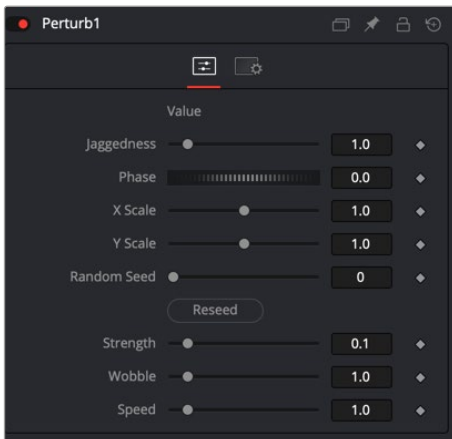 Perturb1
Value
Jaggedness 1.0
Phase 0.0
X Scale 1.0
Y Scale 1.0
Random Seed 0
Reseed
Strength 0.1
Wobble 1.0
Speed 1.0